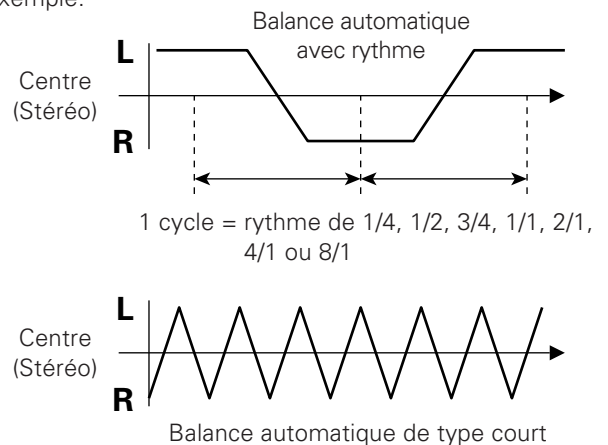 exemple:
Balance automatique
avec rythme
L
Centre
(Stéréo)
R
1 cycle = rythme de 1/4, 1/2, 3/4, 1/1, 2/1,
4/1 ou 8/1
L
Centre
(Stéréo)
R
Balance automatique de type court